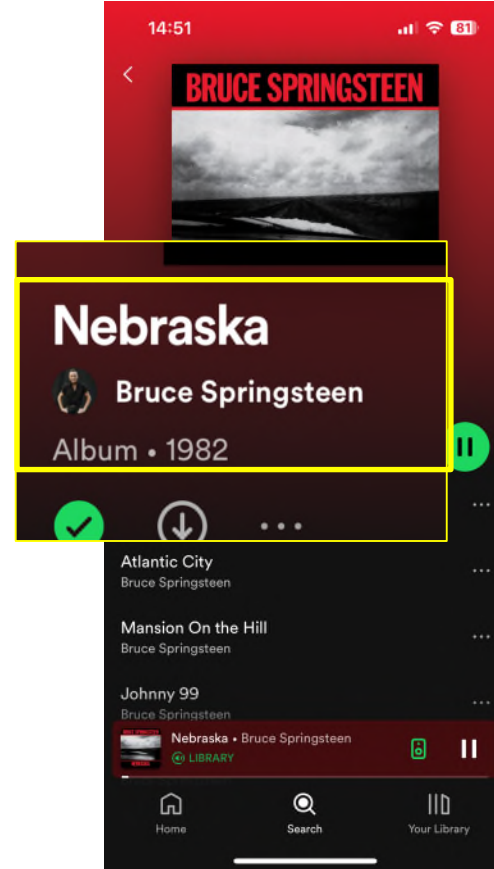 14:51
81
BRUCE SPRINGSTEEN
Nebraska
Bruce Springsteen
Album • 1982
Atlantic City
Bruce Springsteen
Mansion On the Hill
Bruce Springsteen
Johnny 99
Bruce Springsteen
Nebraska • Bruce Springsteen
LIBRARY
Home
Search
Your Library